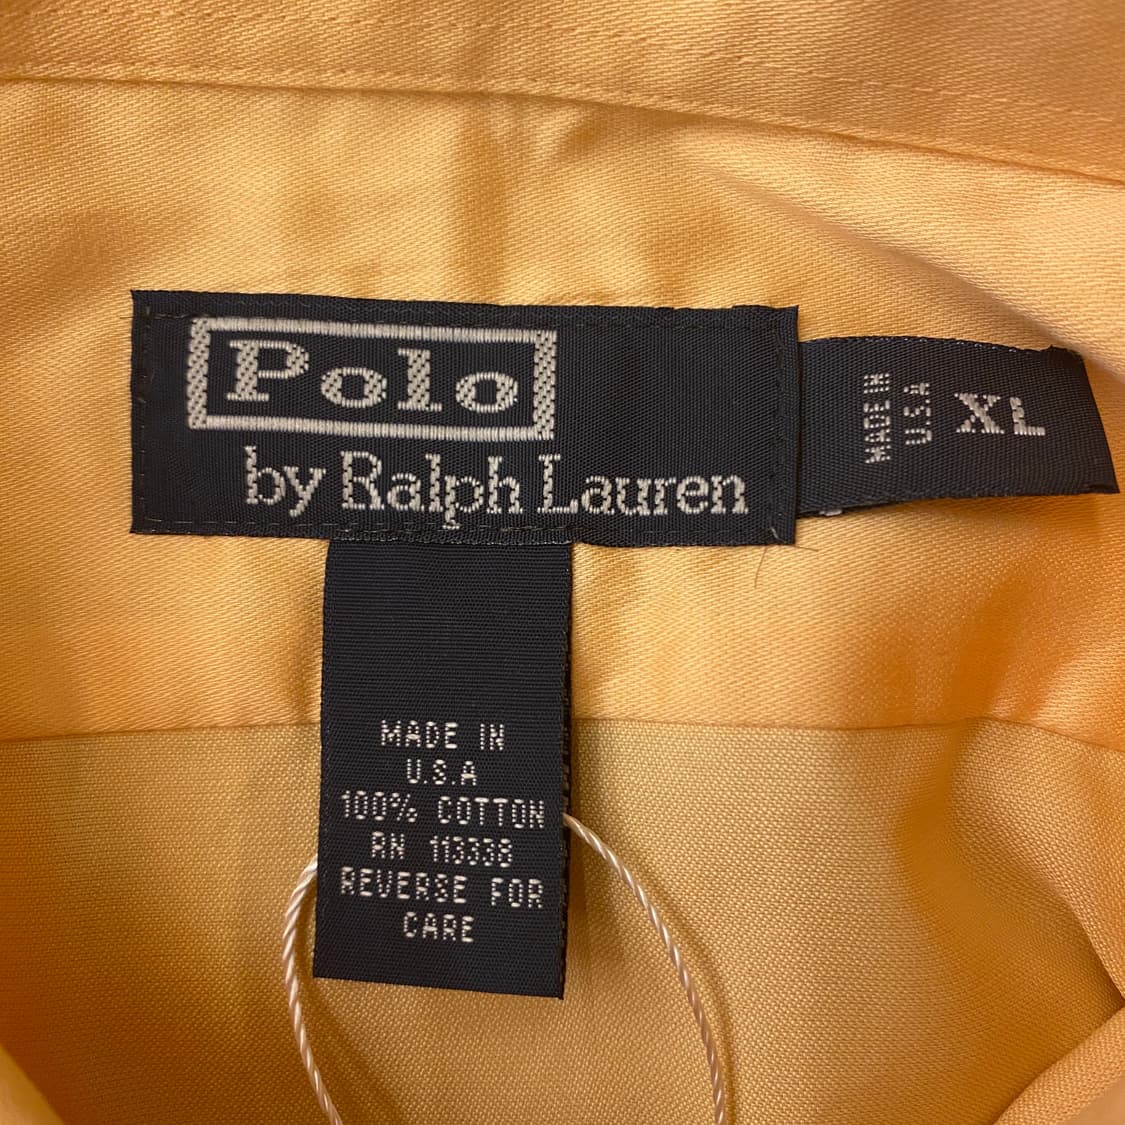 Polo
by Ralph Lauren
MADE IN
U.S.A
XL
MADE IN
U.S.A
100% COTTON
RN 113338
REVERSE FOR
CARE